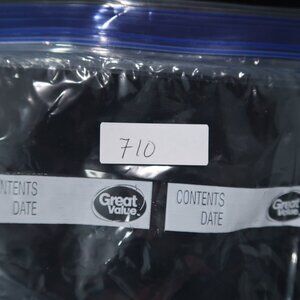 710
CONTENTS
DATE
Great Value.
CONTENTS
DATE
Great